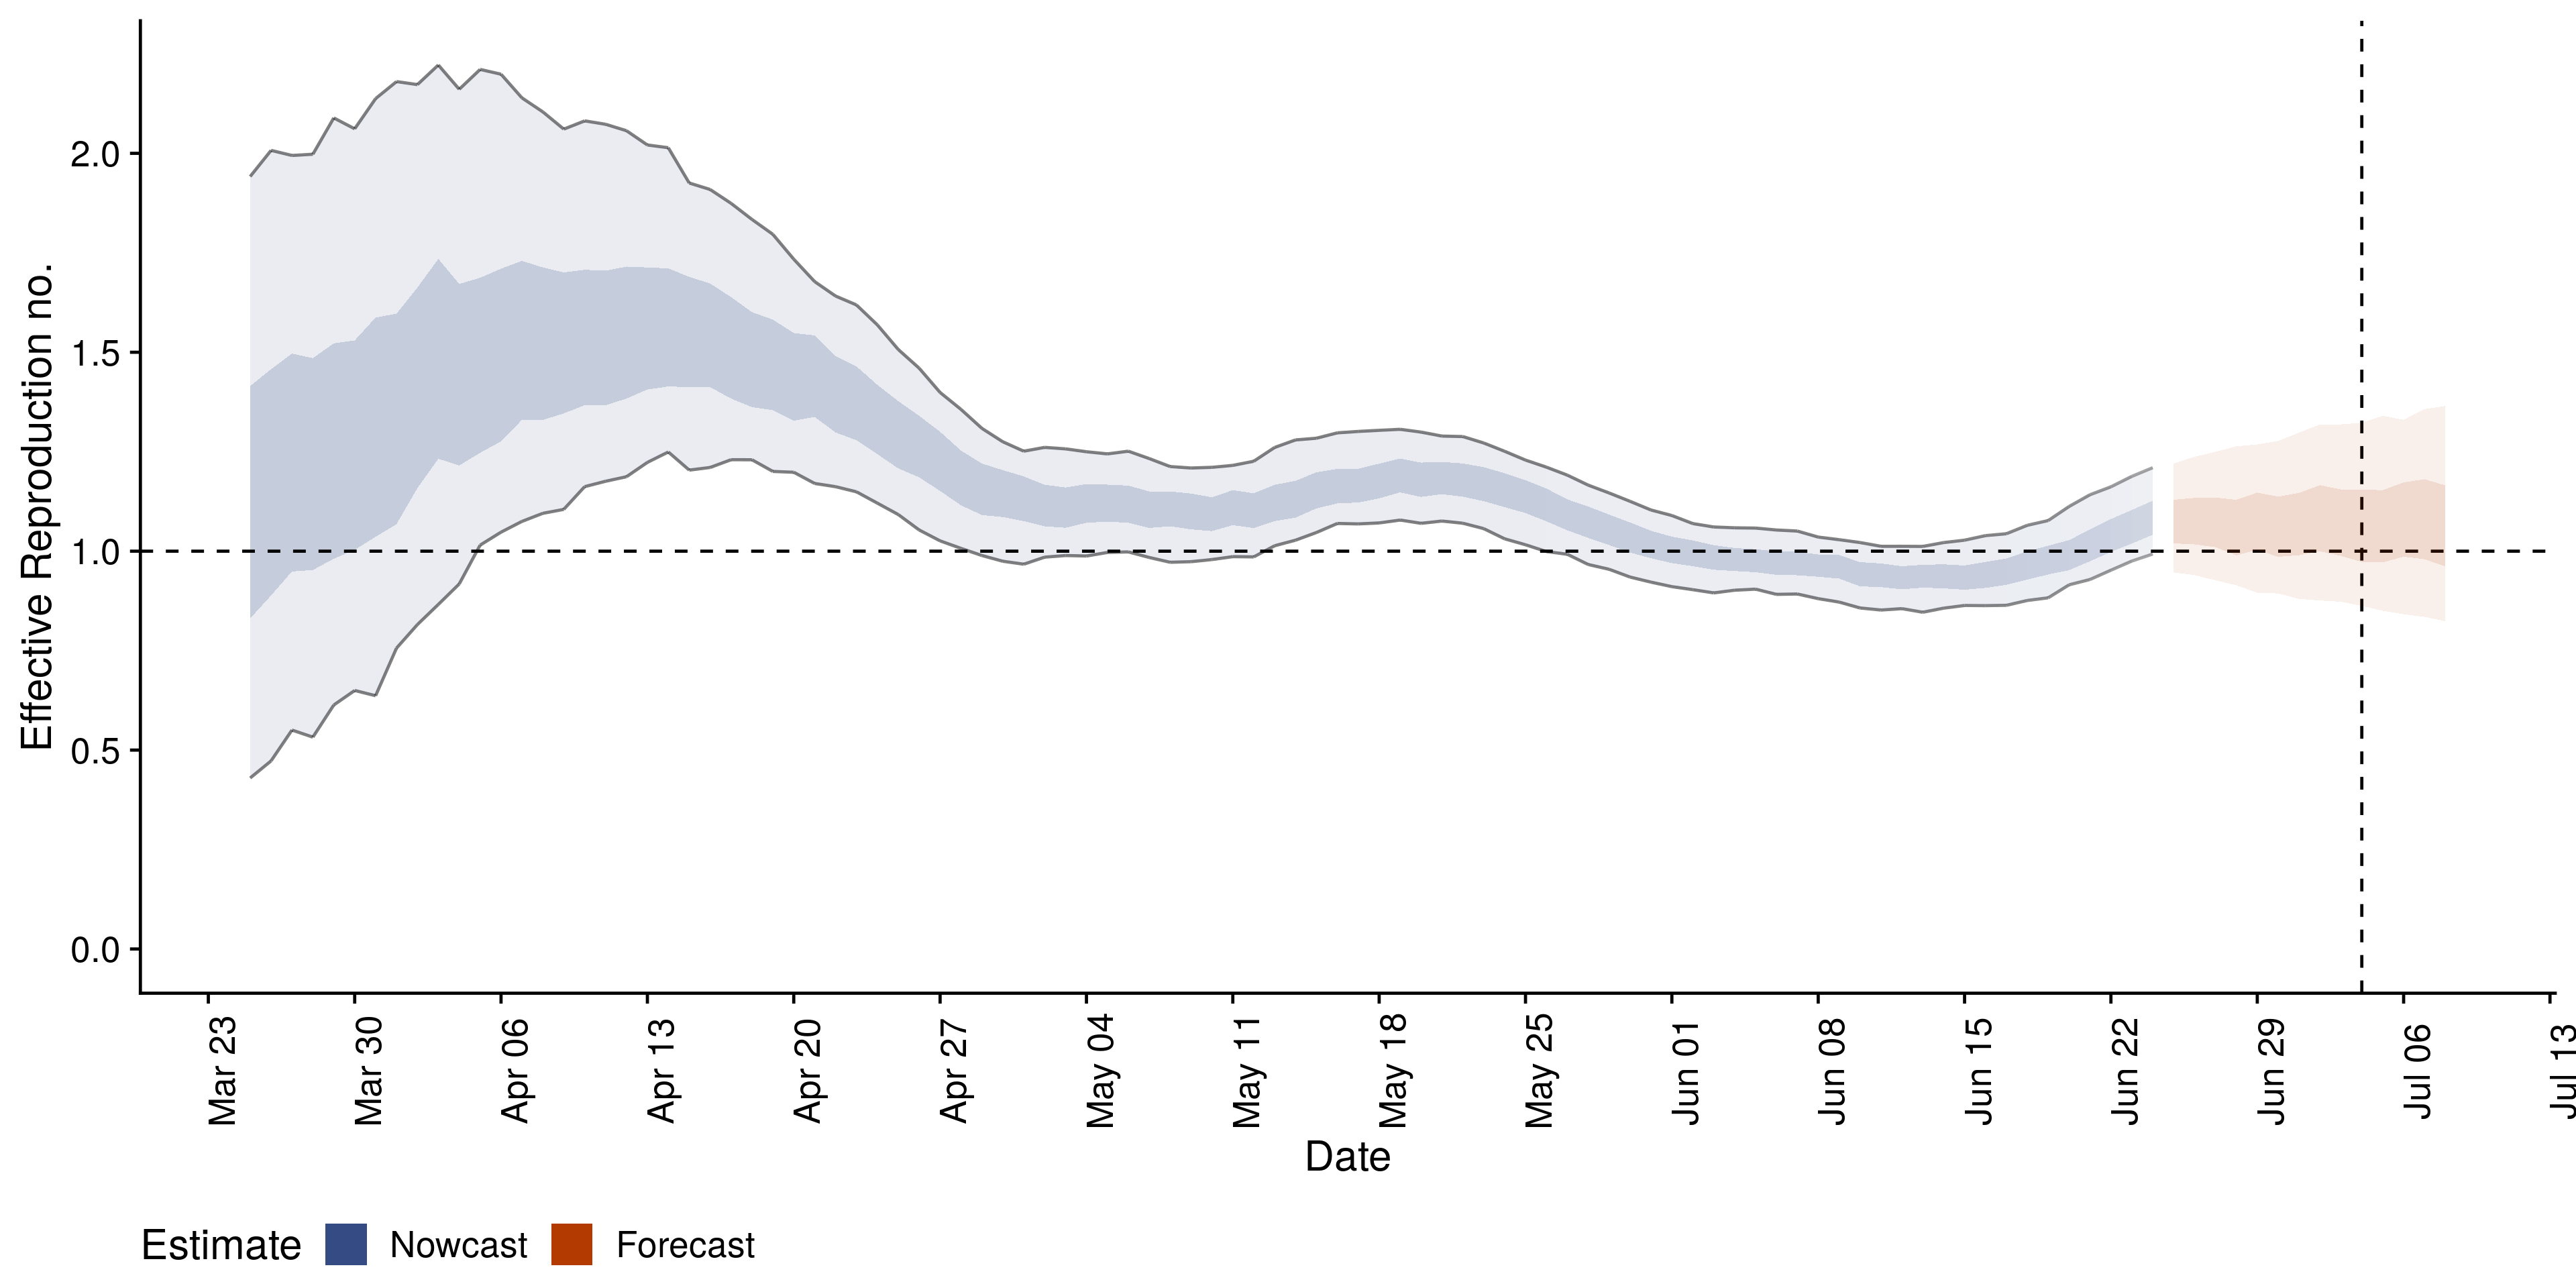 Effective Reproduction no.
2.0
1.5
1.0
0.5
0.0
Mar 23
Mar 30
Apr 06
Apr 13
Apr 20
Apr 27
May 04
May 11
May 18
May 25
Jun 01
Jun 08
Jun 15
Jun 22
Jun 29
Jul 06
Jul 13
Date
Estimate Nowcast Forecast